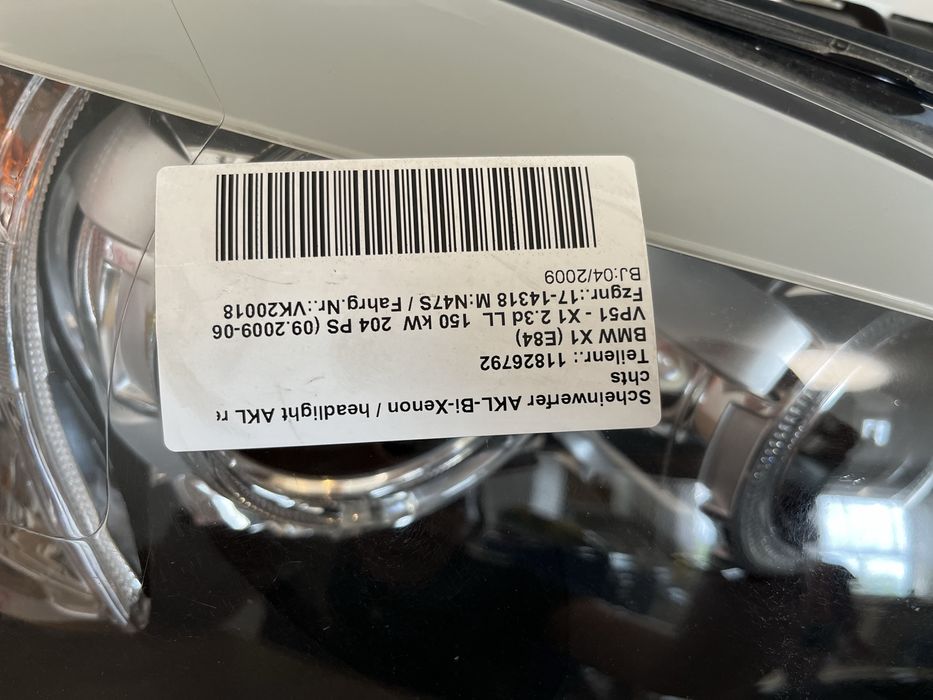 Scheinwerfer AKL-Bi-Xenon / headlight AKL re
chts
Teilenr.: 11826792
BMW X1 (E84)
VP51 - X1 2.3d LL 150 kW 204 PS (09.2009-06
Fzgnr.:17-14318 M:N47S / Fahrg.Nr.:VK20018
BJ:04/2009